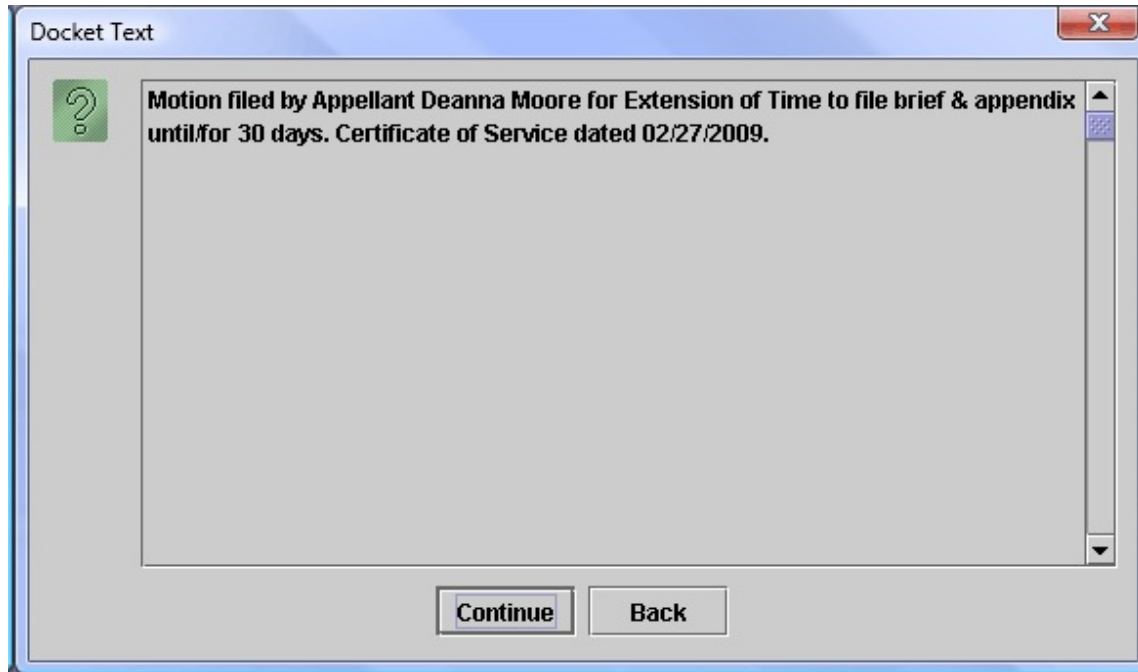 Docket Text
Motion filed by Appellant Deanna Moore for Extension of Time to file brief & appendix
until/for 30 days. Certificate of Service dated 02/27/2009.
Continue
Back